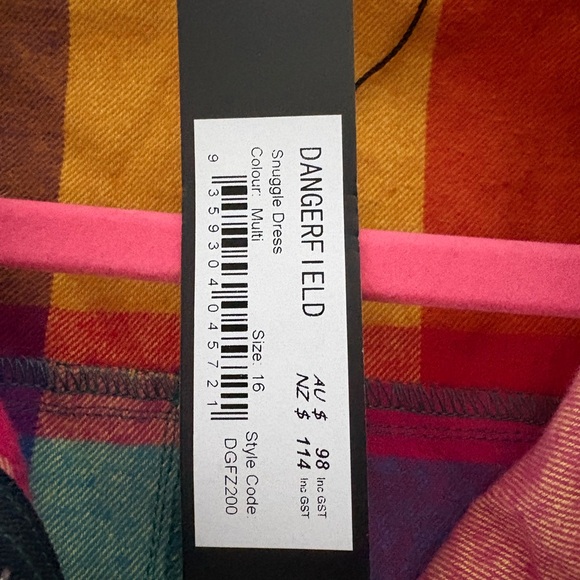 DANGERFIELD
AU $ 98 Inc GST
NZ $ 114 Inc GST
Snuggle Dress
Colour: Multi
Size: 16
Style Code:
DGFZ200
9 359304 045721